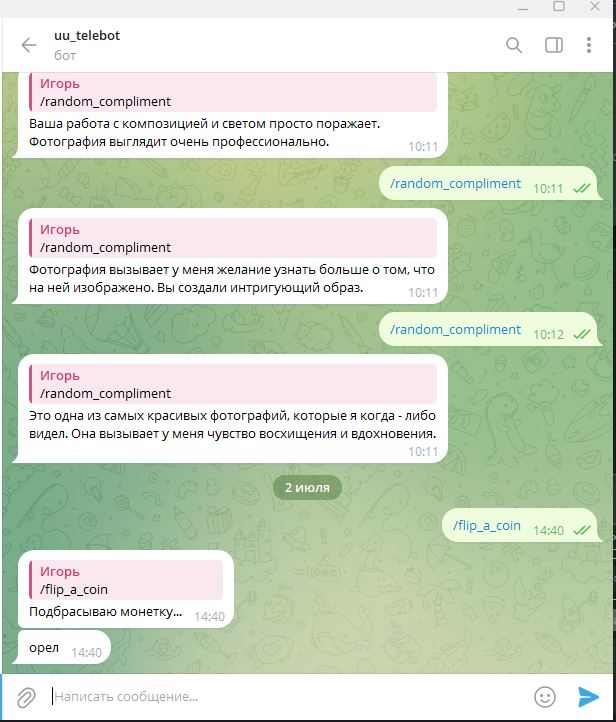 uu_telebot
бот
Игорь
/random_compliment
Ваша работа с композицией и светом просто поражает.
Фотография выглядит очень профессионально.
10:11
/random_compliment 10:11
Игорь
/random_compliment
Фотография вызывает у меня желание узнать больше о том, что
на ней изображено. Вы создали интригующий образ.
10:11
/random_compliment 10:12
Игорь
/random_compliment
Это одна из самых красивых фотографий, которые я когда - либо
видел. Она вызывает у меня чувство восхищения и вдохновения.
10:11
2 июля
/flip_a_coin 14:40
Игорь
/flip_a_coin
Подбрасываю монетку... 14:40
орел 14:40
Написать сообщение...